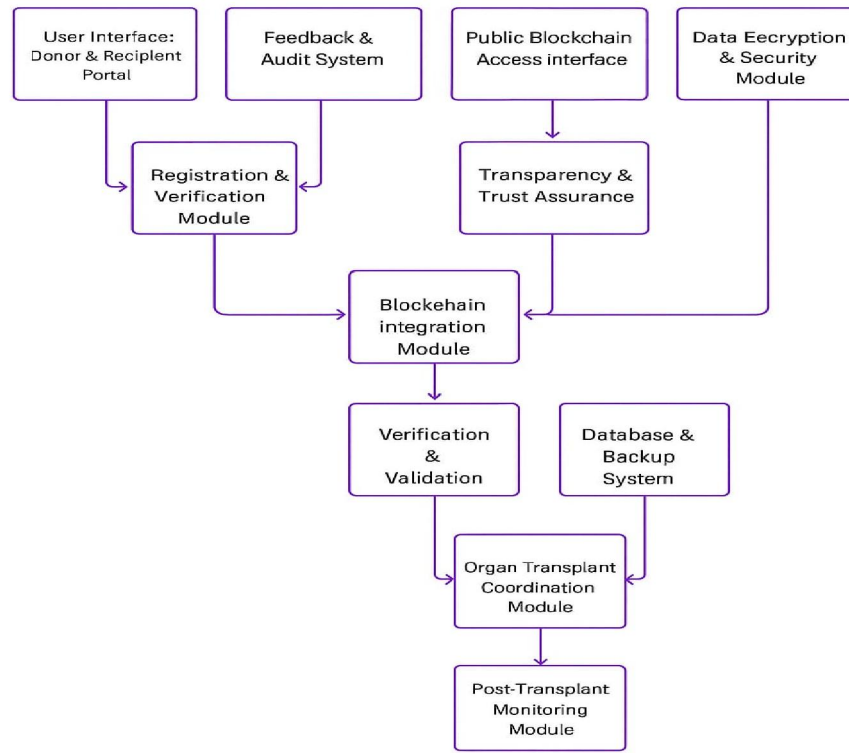 User Interface:
Donor & Recipient
Portal
Feedback &
Audit System
Public Blockchain
Access interface
Data Eecryption
& Security
Module
Registration &
Verification
Module
Transparency &
Trust Assurance
Blockehain
integration
Module
Verification
&
Validation
Database &
Backup
System
Organ Transplant
Coordination
Module
Post-Transplant
Monitoring
Module